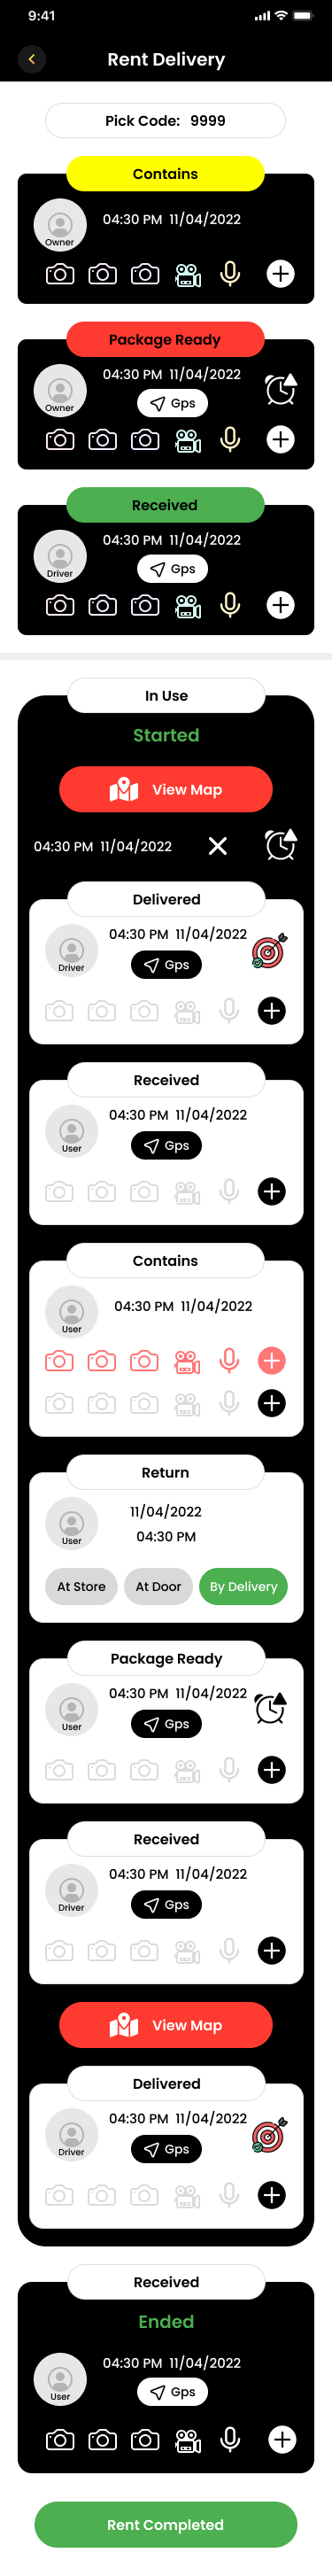 9:41
Rent Delivery
Pick Code: 9999
Contains
04:30 PM 11/04/2022
Owner
Package Ready
04:30 PM 11/04/2022
Gps
Owner
Received
04:30 PM 11/04/2022
Gps
Driver
In Use
Started
View Map
04:30 PM 11/04/2022
Delivered
04:30 PM 11/04/2022
Gps
Driver
Received
04:30 PM 11/04/2022
Gps
User
Contains
04:30 PM 11/04/2022
User
Return
11/04/2022
04:30 PM
User
At Store At Door By Delivery
Package Ready
04:30 PM 11/04/2022
Gps
User
Received
04:30 PM 11/04/2022
Gps
Driver
View Map
Delivered
04:30 PM 11/04/2022
Gps
Driver
Received
Ended
04:30 PM 11/04/2022
Gps
User
Rent Completed